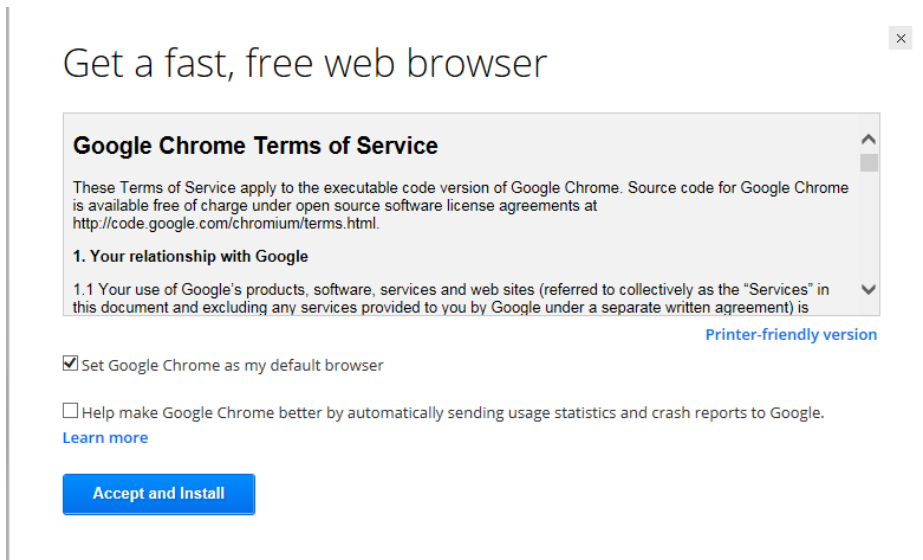 Get a fast, free web browser
Google Chrome Terms of Service
These Terms of Service apply to the executable code version of Google Chrome. Source code for Google Chrome
is available free of charge under open source software license agreements at
http://code.google.com/chromium/terms.html.
1. Your relationship with Google
1.1 Your use of Google's products, software, services and web sites (referred to collectively as the “Services” in
this document and excluding any services provided to you by Google under a separate written agreement) is
Printer-friendly version
Set Google Chrome as my default browser
Help make Google Chrome better by automatically sending usage statistics and crash reports to Google.
Learn more
Accept and Install